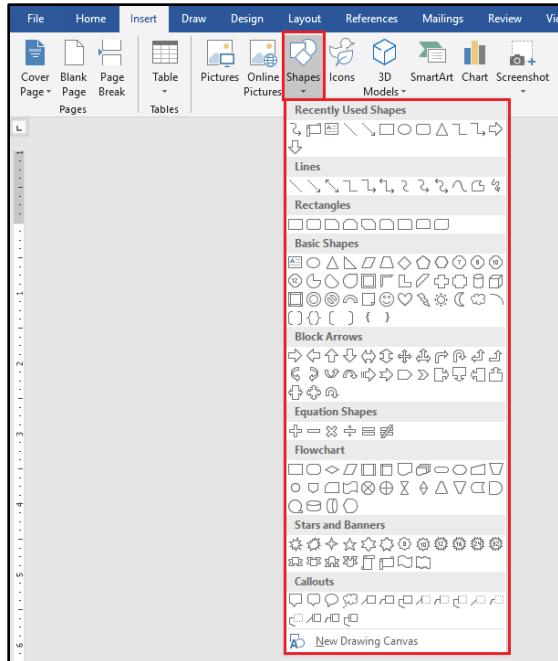 File Home Insert Draw Design Layout References Mailings Review
Cover Blank Page Table Pictures Online Shapes Icons 3D SmartArt Chart Screenshot
Page Page Break Pictures Models
Pages Tables
Recently Used Shapes
Lines
Rectangles
Basic Shapes
Block Arrows
Equation Shapes
Flowchart
Stars and Banners
Callouts
New Drawing Canvas